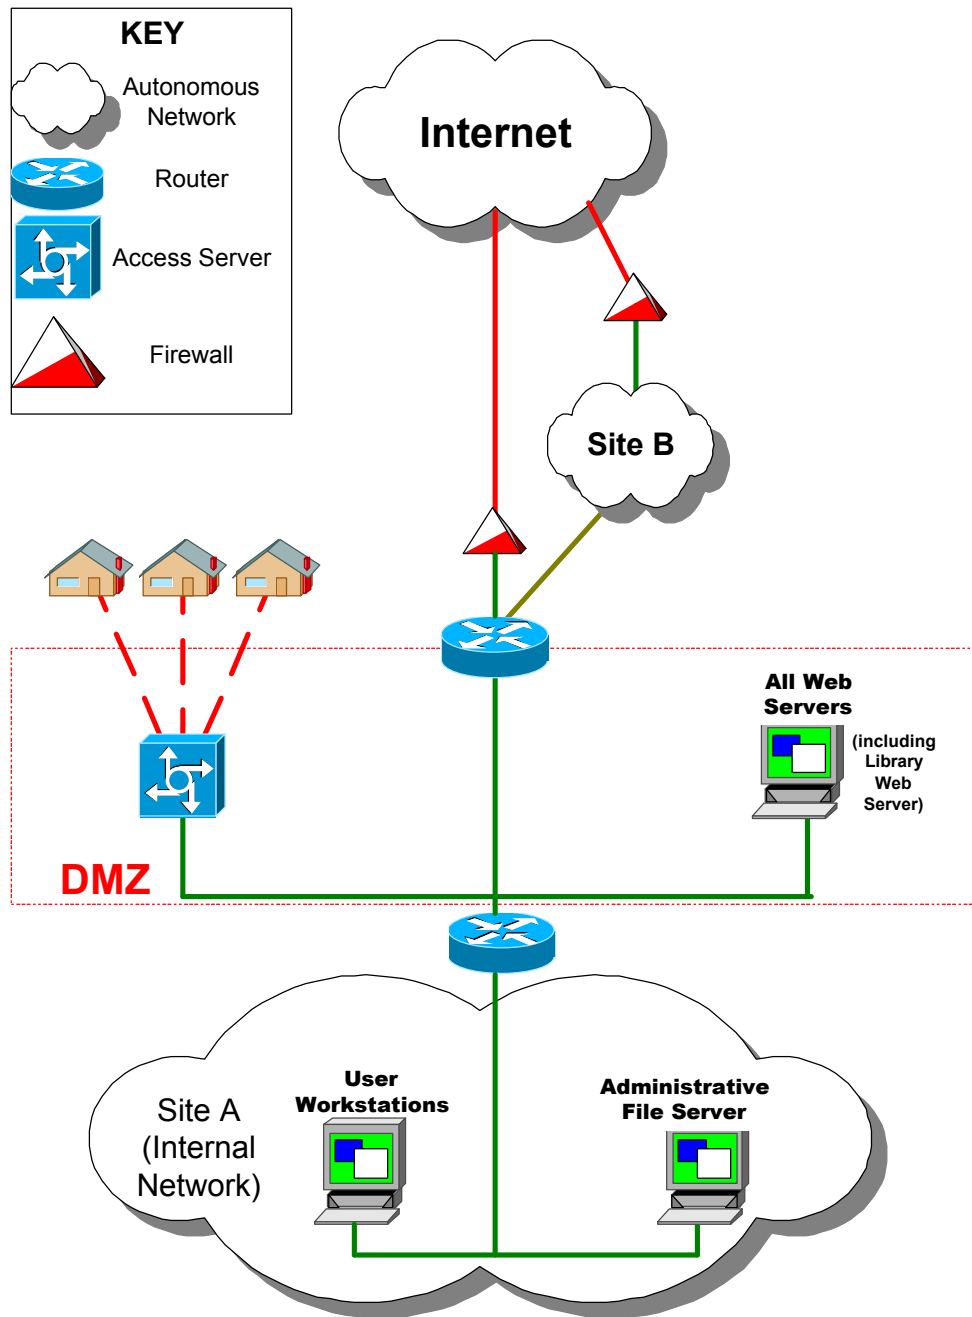 KEY
Autonomous
Network
Router
Access Server
Firewall
Internet
Site B
All Web
Servers
(including
Library
Web
Server)
DMZ
User
Workstations
Administrative
File Server
Site A
(Internal
Network)